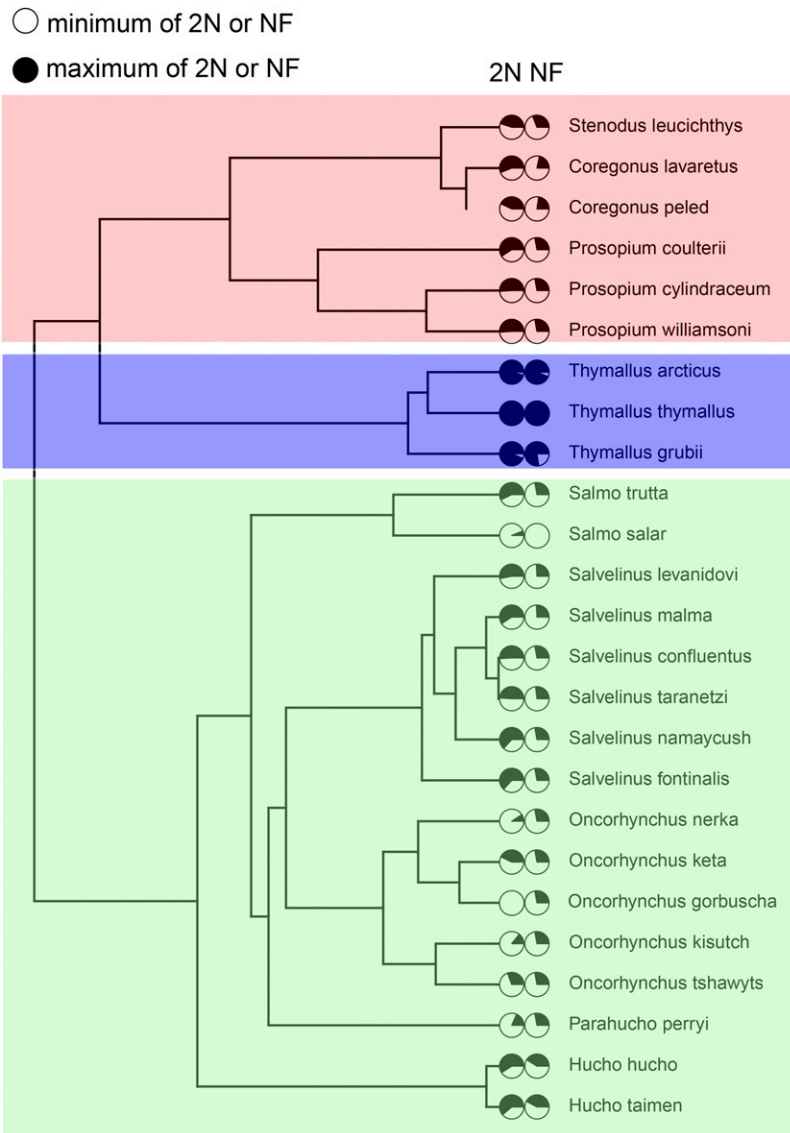 minimum of 2N or NF
maximum of 2N or NF
2N NF
Stenodus leucichthys
Coregonus lavaretus
Coregonus peled
Prosopium coulterii
Prosopium cylindraceum
Prosopium williamsoni
Thymallus arcticus
Thymallus thymallus
Thymallus grubii
Salmo trutta
Salmo salar
Salvelinus levanidovi
Salvelinus malma
Salvelinus confluentus
Salvelinus taranetzi
Salvelinus namaycush
Salvelinus fontinalis
Oncorhynchus nerka
Oncorhynchus keta
Oncorhynchus gorbuscha
Oncorhynchus kisutch
Oncorhynchus tshawyts
Parahucho perryi
Hucho hucho
Hucho taimen